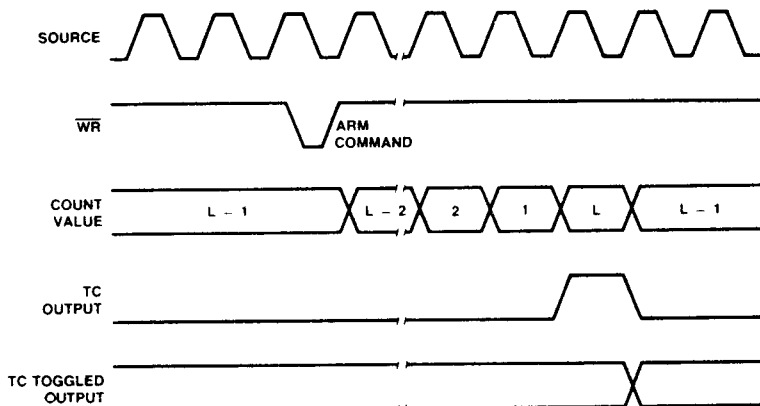 SOURCE
WR
ARM
COMMAND
COUNT
VALUE
L – 1
L – 2
2
1
L
L – 1
TC
OUTPUT
TC TOGGLED
OUTPUT